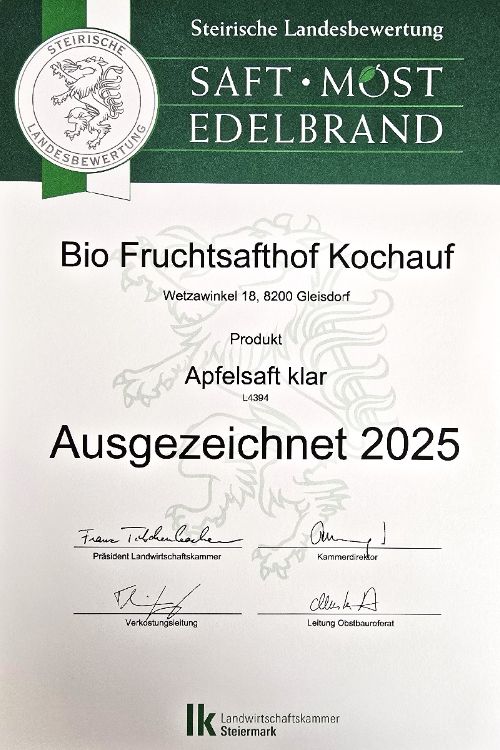 Steirische Landesbewertung
STEIRISCHE
LANDESBEWERTUNG
SAFT · MOST
EDELBRAND
Bio Fruchtsafthof Kochauf
Wetzawinkel 18, 8200 Gleisdorf
Produkt
Apfelsaft klar
L4394
Ausgezeichnet 2025
Präsident Landwirtschaftskammer
Kammerdirektor
Verkostungsleitung
Leitung Obstbaureferat
lk Landwirtschaftskammer
Steiermark